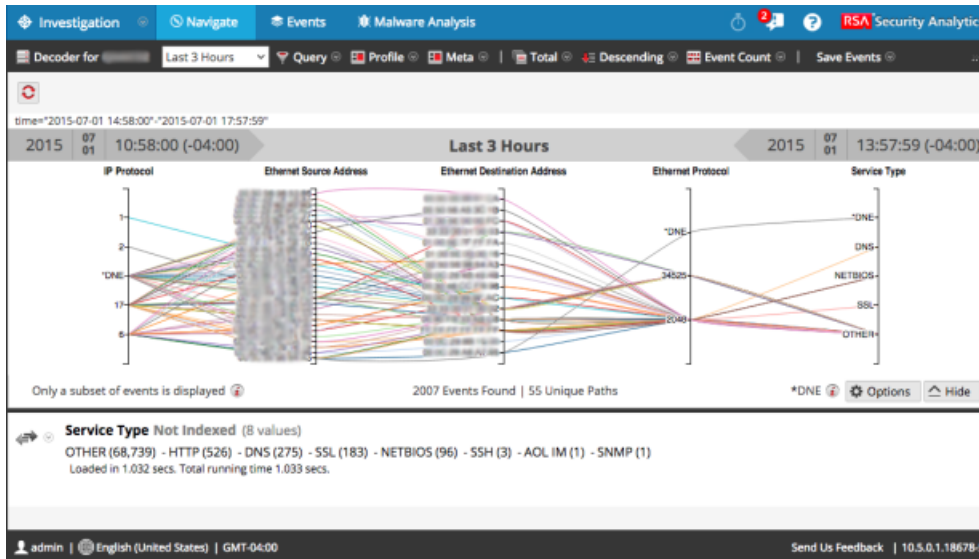 Investigation Navigate Events Malware Analysis 2 ? RSA Security Analytic
Decoder for Last 3 Hours Query Profile Meta | Total Descending Event Count | Save Events ...
time="2015-07-01 14:58:00"-"2015-07-01 17:57:59"
2015 07 01 10:58:00 (-04:00) Last 3 Hours 2015 07 01 13:57:59 (-04:00)
IP Protocol Ethernet Source Address Ethernet Destination Address Ethernet Protocol Service Type
1
2
*DNE
17
6
*DNE
34525
2048
*DNE
DNS
NETBIOS
SSL
OTHER
Only a subset of events is displayed 2007 Events Found | 55 Unique Paths *DNE Options Hide
Service Type Not Indexed (8 values)
OTHER (68,739) - HTTP (526) - DNS (275) - SSL (183) - NETBIOS (96) - SSH (3) - AOL IM (1) - SNMP (1)
Loaded in 1.032 secs. Total running time 1.033 secs.
admin | English (United States) | GMT-04:00 Send Us Feedback | 10.5.0.1.18678-